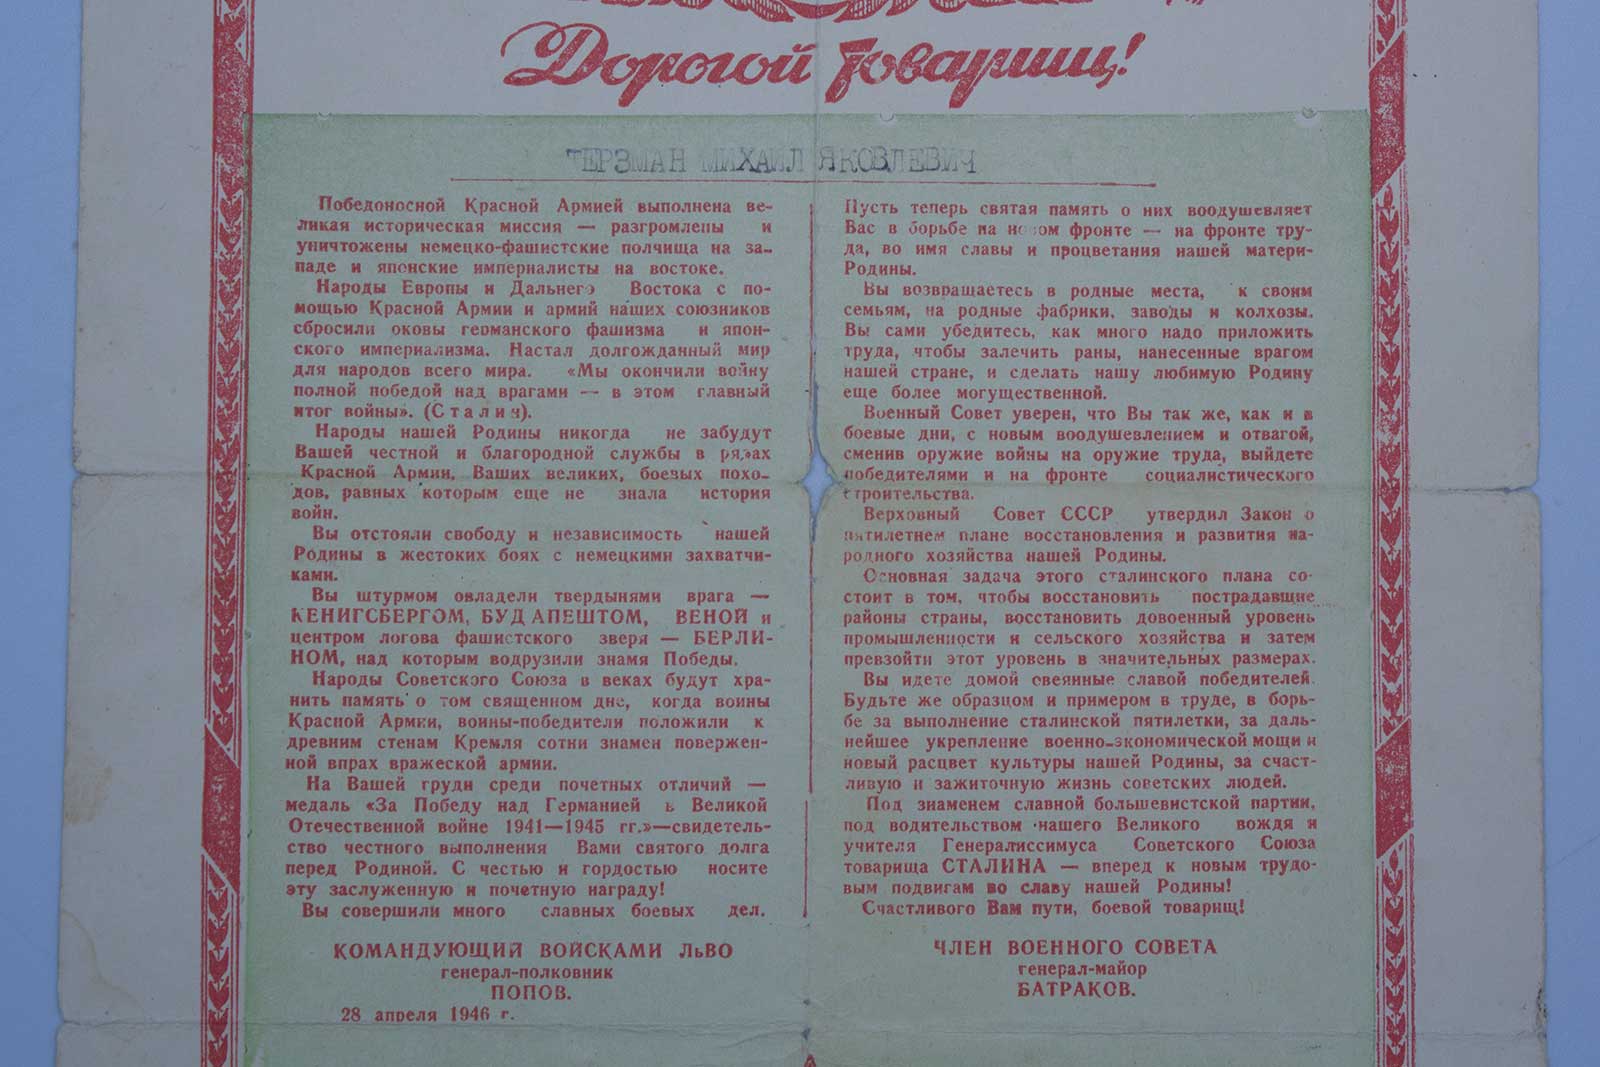 Дорогой товарищ!
ТЕРЗМАН МИХАИЛ ЯКОВЛЕВИЧ
Победоносной Красной Армией выполнена ве-
ликая историческая миссия — разгромлены и
уничтожены немецко-фашистские полчища на за-
паде и японские империалисты на востоке.
Народы Европы и Дальнего Востока с по-
мощью Красной Армии и армий наших союзников
сбросили оковы германского фашизма и япон-
ского империализма. Настал долгожданный мир
для народов всего мира. «Мы окончили войну
полной победой над врагами — в этом главный
итог войны». (Сталин).
Народы нашей Родины никогда не забудут
Вашей честной и благородной службы в рядах
Красной Армии, Ваших великих, боевых похо-
дов, равных которым еще не знала история
войн.
Вы отстояли свободу и независимость нашей
Родины в жестоких боях с немецкими захватчи-
ками.
Вы штурмом овладели твердынями врага —
КЕНИГСБЕРГОМ, БУДАПЕШТОМ, ВЕНОЙ и
центром логова фашистского зверя — БЕРЛИ-
НОМ, над которым водрузили знамя Победы.
Народы Советского Союза в веках будут хра-
нить память о том священном дне, когда воины
Красной Армии, воины-победители положили к
древним стенам Кремля сотни знамен повержен-
ной впрах вражеской армии.
На Вашей груди среди почетных отличий —
медаль «За Победу над Германией в Великой
Отечественной войне 1941—1945 гг.»—свидетель-
ство честного выполнения Вами святого долга
перед Родиной. С честью и гордостью носите
эту заслуженную и почетную награду!
Вы совершили много славных боевых дел.
КОМАНДУЮЩИЙ ВОЙСКАМИ ЛьВО
генерал-полковник
ПОПОВ.
28 апреля 1946 г.
Пусть теперь святая память о них воодушевляет
Вас в борьбе на новом фронте — на фронте тру-
да, во имя славы и процветания нашей матери-
Родины.
Вы возвращаетесь в родные места, к своим
семьям, на родные фабрики, заводы и колхозы.
Вы сами убедитесь, как много надо приложить
труда, чтобы залечить раны, нанесенные врагом
нашей стране, и сделать нашу любимую Родину
еще более могущественной.
Военный Совет уверен, что Вы так же, как и в
боевые дни, с новым воодушевлением и отвагой,
сменив оружие войны на оружие труда, выйдете
победителями и на фронте социалистического
строительства.
Верховный Совет СССР утвердил Закон о
пятилетнем плане восстановления и развития на-
родного хозяйства нашей Родины.
Основная задача этого сталинского плана со-
стоит в том, чтобы восстановить пострадавшие
районы страны, восстановить довоенный уровень
промышленности и сельского хозяйства и затем
превзойти этот уровень в значительных размерах.
Вы идете домой овеянные славой победителей.
Будьте же образцом и примером в труде, в борь-
бе за выполнение сталинской пятилетки, за даль-
нейшее укрепление военно-экономической мощи и
новый расцвет культуры нашей Родины, за счаст-
ливую и зажиточную жизнь советских людей.
Под знаменем славной большевистской партии,
под водительством нашего Великого вождя и
учителя Генералиссимуса Советского Союза
товарища СТАЛИНА — вперед к новым трудо-
вым подвигам во славу нашей Родины!
Счастливого Вам пути, боевой товарищ!
ЧЛЕН ВОЕННОГО СОВЕТА
генерал-майор
БАТРАКОВ.